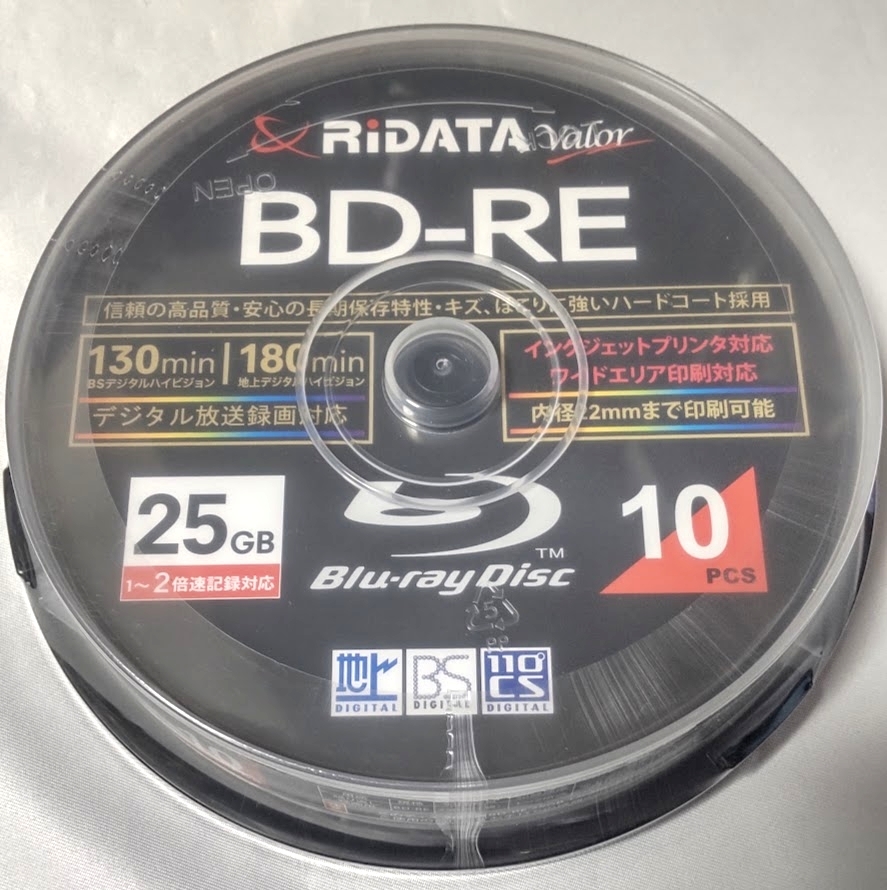 RiDATA Valor
OPEN
BD-RE
信頼の高品質・安心の長期保存特性・キズ、ほこりに強いハードコート採用
130min | 180min
BSデジタルハイビジョン 地上デジタルハイビジョン
デジタル放送録画対応
インクジェットプリンタ対応
ワイドエリア印刷対応
内径22mmまで印刷可能
25GB
1~2倍速記録対応
Blu-ray Disc TM
10
PCS
5
地上 DIGITAL
BS DIGITAL
110° CS DIGITAL